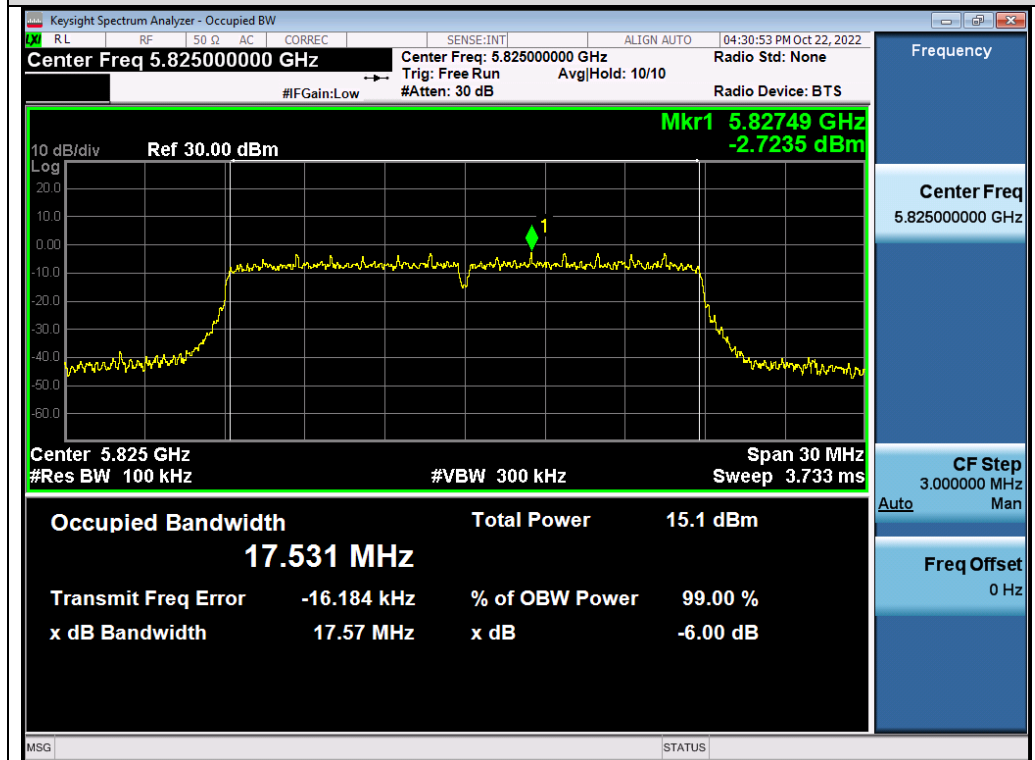 Keysight Spectrum Analyzer - Occupied BW
LXI RL RF 50 Ω AC CORREC SENSE:INT ALIGN AUTO 04:30:53 PM Oct 22, 2022
Center Freq 5.825000000 GHz
Center Freq: 5.825000000 GHz Radio Std: None
Trig: Free Run Avg|Hold: 10/10
#IFGain:Low #Atten: 30 dB Radio Device: BTS
Mkr1 5.82749 GHz
-2.7235 dBm
10 dB/div Ref 30.00 dBm
Log
20.0
10.0
0.00
-10.0
-20.0
-30.0
-40.0
-50.0
-60.0
1
Center 5.825 GHz Span 30 MHz
#Res BW 100 kHz #VBW 300 kHz Sweep 3.733 ms
Occupied Bandwidth Total Power 15.1 dBm
17.531 MHz
Transmit Freq Error -16.184 kHz % of OBW Power 99.00 %
x dB Bandwidth 17.57 MHz x dB -6.00 dB
MSG STATUS
Frequency
Center Freq
5.825000000 GHz
CF Step
3.000000 MHz
Auto Man
Freq Offset
0 Hz